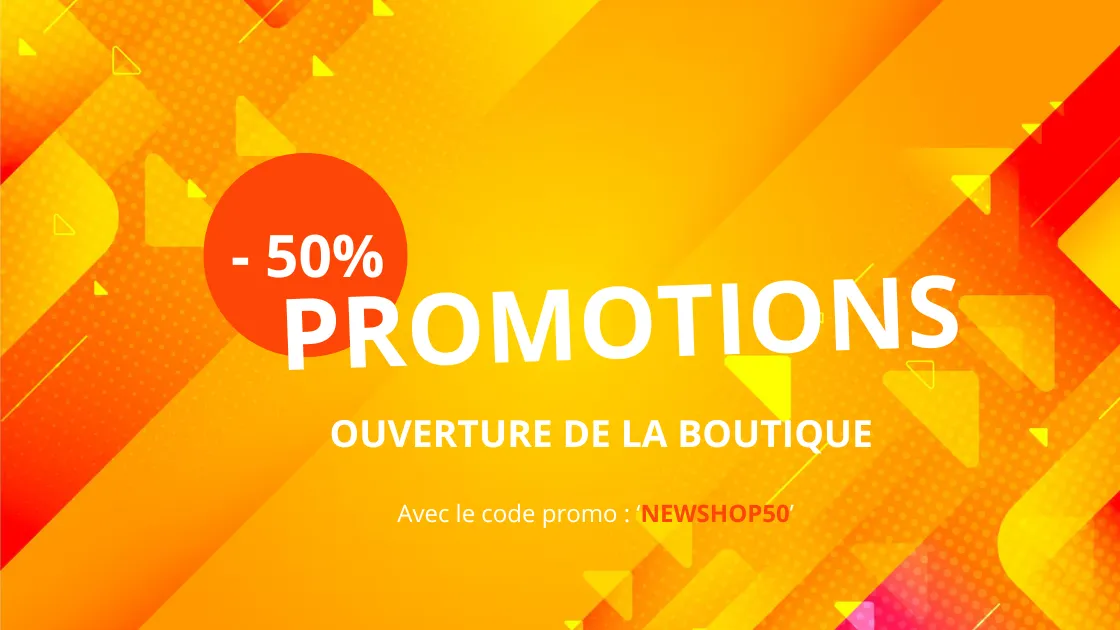 - 50%
PROMOTIONS
OUVERTURE DE LA BOUTIQUE
Avec le code promo : ‘NEWSHOP50’